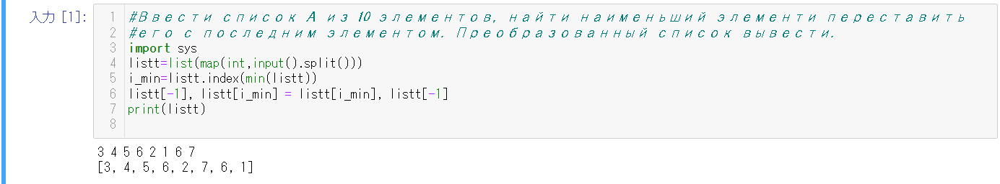 入力 [1]:
1 #Ввести список А из 10 элементов, найти наименьший элементи переставить
2 #его с последним элементом. Преобразованный список вывести.
3 import sys
4 listt=list(map(int,input().split()))
5 i_min=listt.index(min(listt))
6 listt[-1], listt[i_min] = listt[i_min], listt[-1]
7 print(listt)
8
3 4 5 6 2 1 6 7
[3, 4, 5, 6, 2, 7, 6, 1]